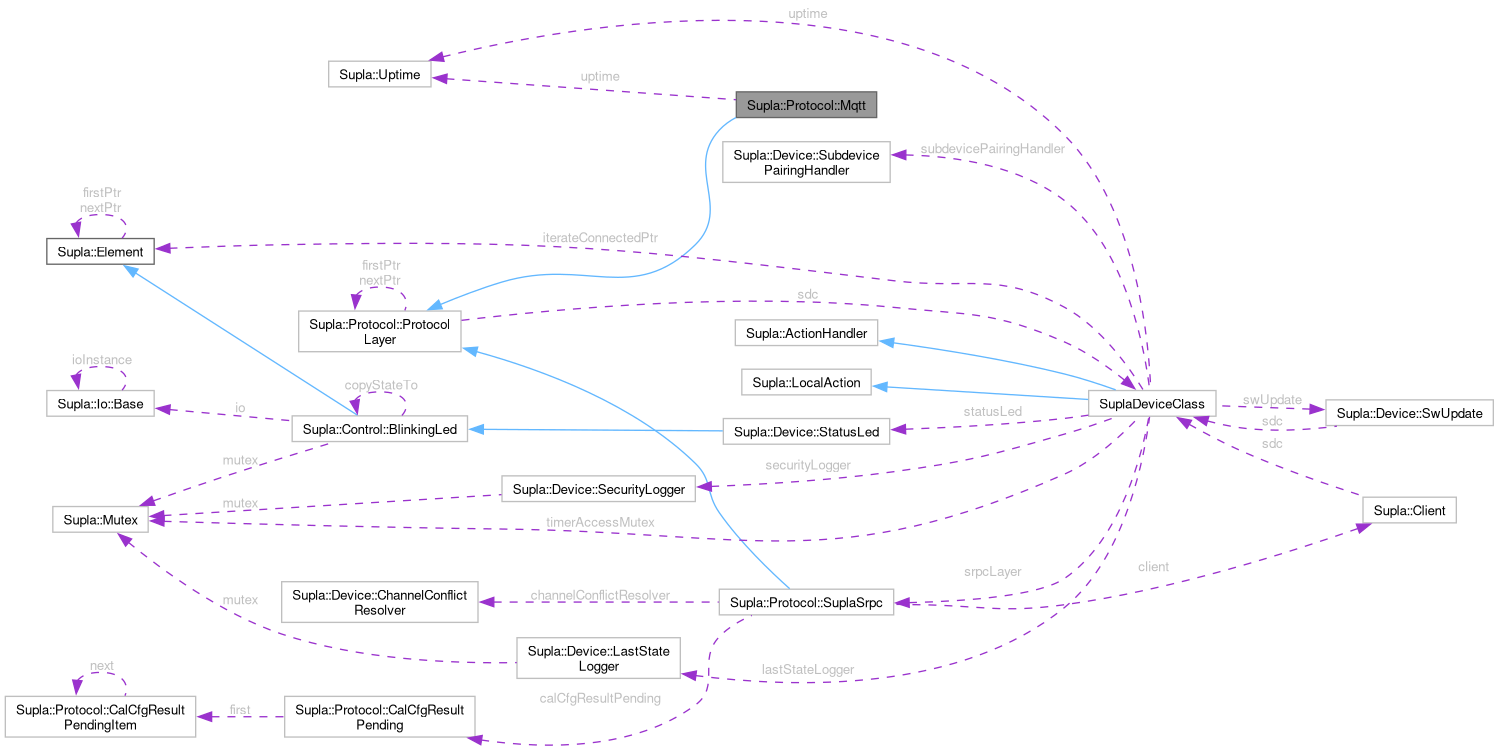 uptime
Supla::Uptime
uptime
Supla::Protocol::Mqtt
Supla::Device::Subdevice
PairingHandler
subdevicePairingHandler
firstPtr
nextPtr
Supla::Element
iterateConnectedPtr
firstPtr
nextPtr
Supla::Protocol::Protocol
Layer
sdc
Supla::ActionHandler
ioInstance
Supla::Io::Base
io
copyStateTo
Supla::Control::BlinkingLed
Supla::LocalAction
SuplaDeviceClass
swUpdate
sdc
Supla::Device::SwUpdate
statusLed
Supla::Device::StatusLed
sdc
mutex
securityLogger
Supla::Device::SecurityLogger
mutex
Supla::Mutex
timerAccessMutex
Supla::Client
srpcLayer
client
mutex
Supla::Device::ChannelConflict
Resolver
channelConflictResolver
Supla::Protocol::SuplaSrpc
Supla::Device::LastState
Logger
lastStateLogger
next
Supla::Protocol::CalCfgResult
PendingItem
first
Supla::Protocol::CalCfgResult
Pending
calCfgResultPending